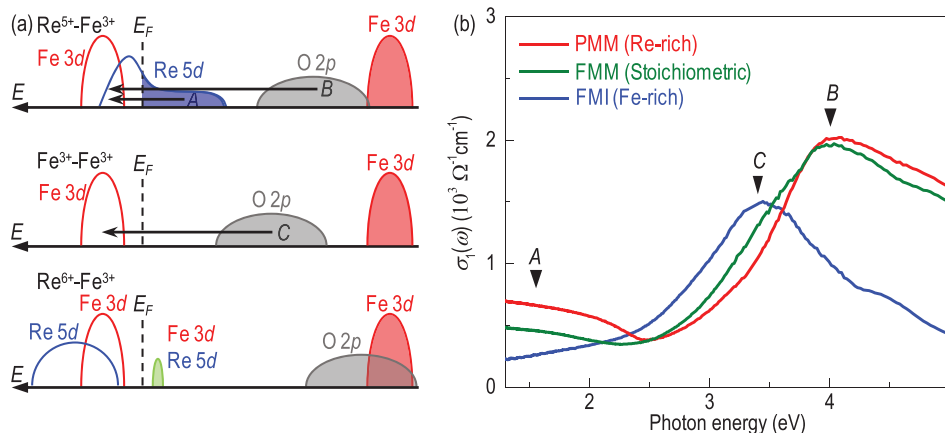 (a) Re5+-Fe3+
EF
Fe 3d
Fe 3d
Re 5d
O 2p
B
A
E
Fe3+-Fe3+
EF
Fe 3d
Fe 3d
O 2p
C
E
Re6+-Fe3+
Fe 3d EF
Fe 3d
Re 5d
Fe 3d
Re 5d
O 2p
E
(b)
3
PMM (Re-rich)
FMM (Stoichiometric)
FMI (Fe-rich)
B
2
C
σ1(ω) (10³ Ω⁻¹cm⁻¹)
1
A
0
2 3 4
Photon energy (eV)